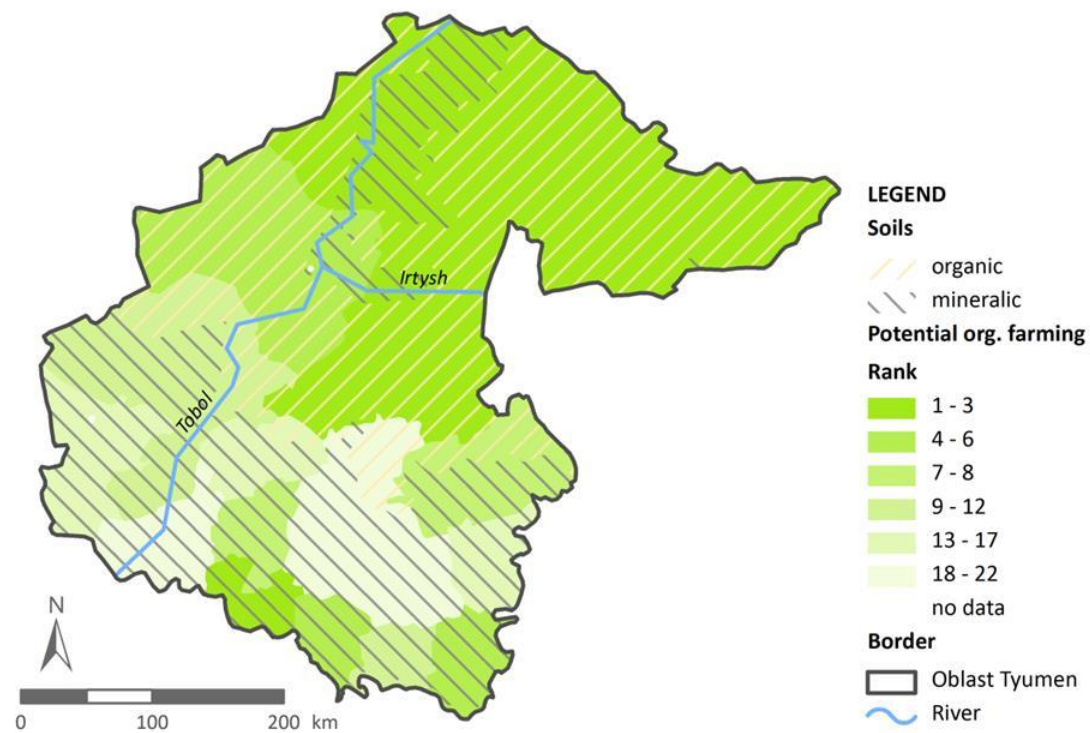 Irtysh
Tobol
N
0 100 200 km
LEGEND
Soils
organic
mineralic
Potential org. farming
Rank
1 - 3
4 - 6
7 - 8
9 - 12
13 - 17
18 - 22
no data
Border
Oblast Tyumen
River